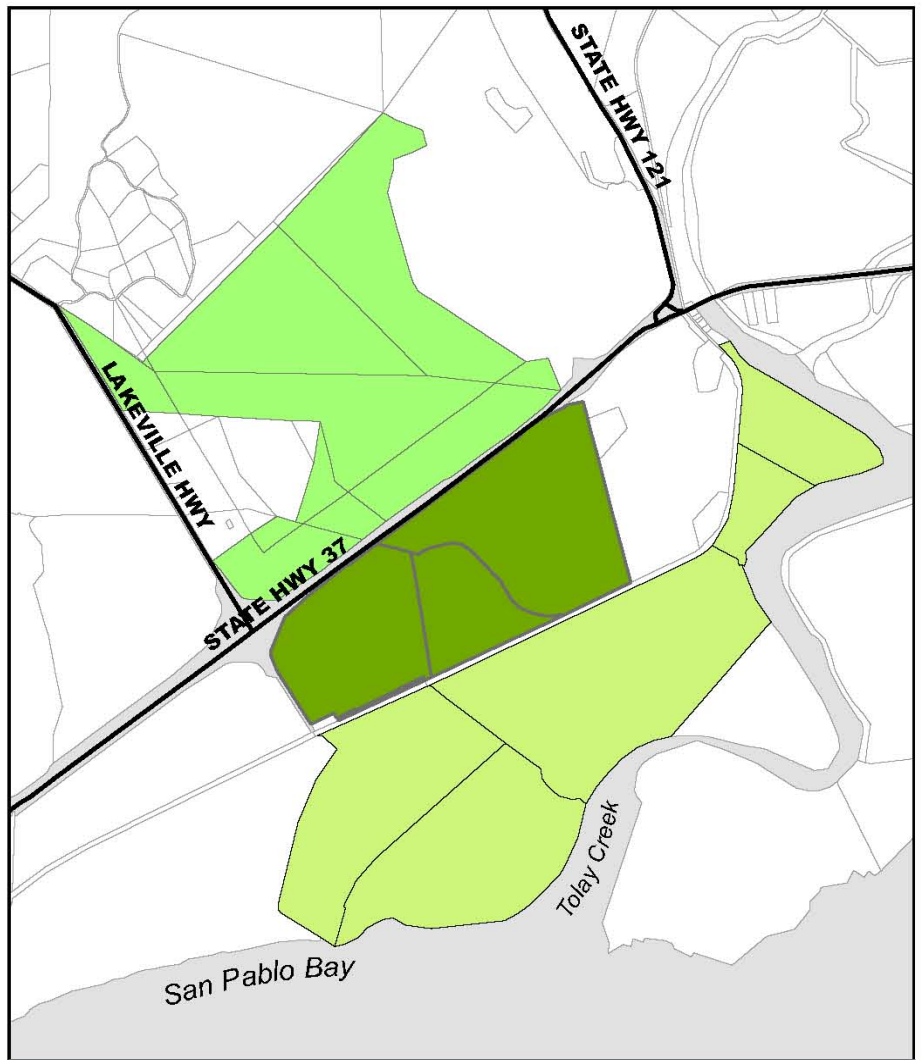 STATE HWY 121
LAKEVILLE HWY
STATE HWY 37
Tolay Creek
San Pablo Bay